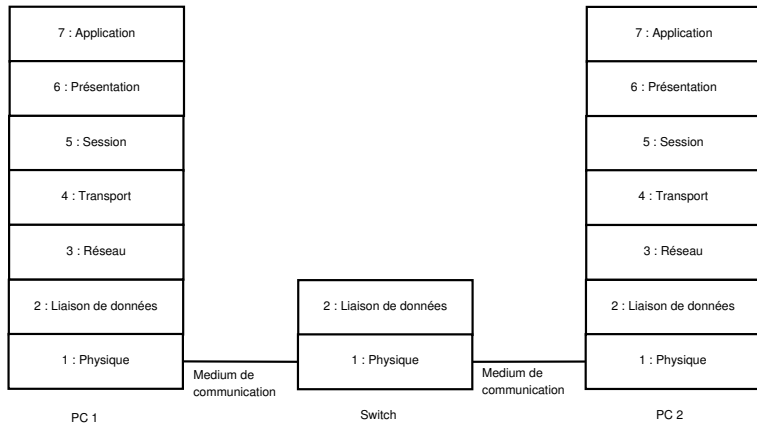 7 : Application
6 : Présentation
5 : Session
4 : Transport
3 : Réseau
2 : Liaison de données
1 : Physique
PC 1
Medium de
communication
2 : Liaison de données
1 : Physique
Switch
Medium de
communication
7 : Application
6 : Présentation
5 : Session
4 : Transport
3 : Réseau
2 : Liaison de données
1 : Physique
PC 2